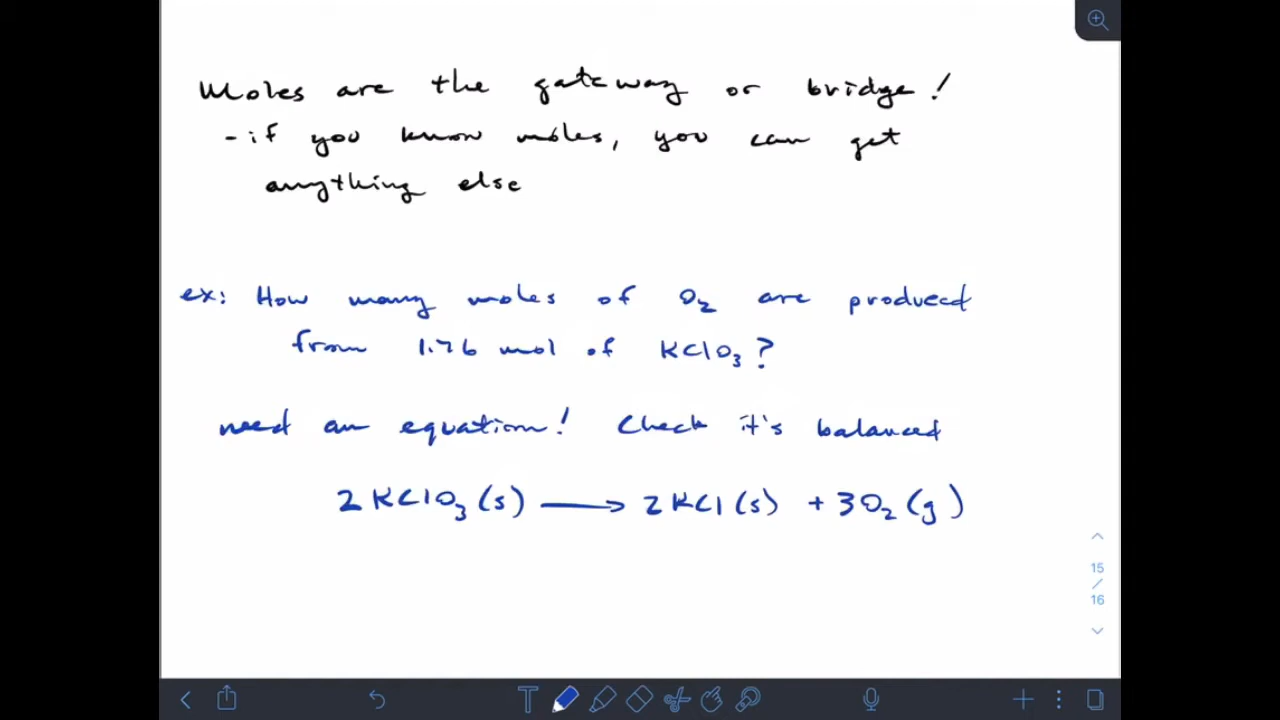 Moles are the gateway or bridge!
- if you know moles, you can get
anything else
ex: How many moles of O₂ are produced
from 1.76 mol of KClO₃?
need an equation! Check it's balanced
2KClO₃(s) → 2KCl(s) + 3O₂(g)
15
/
16